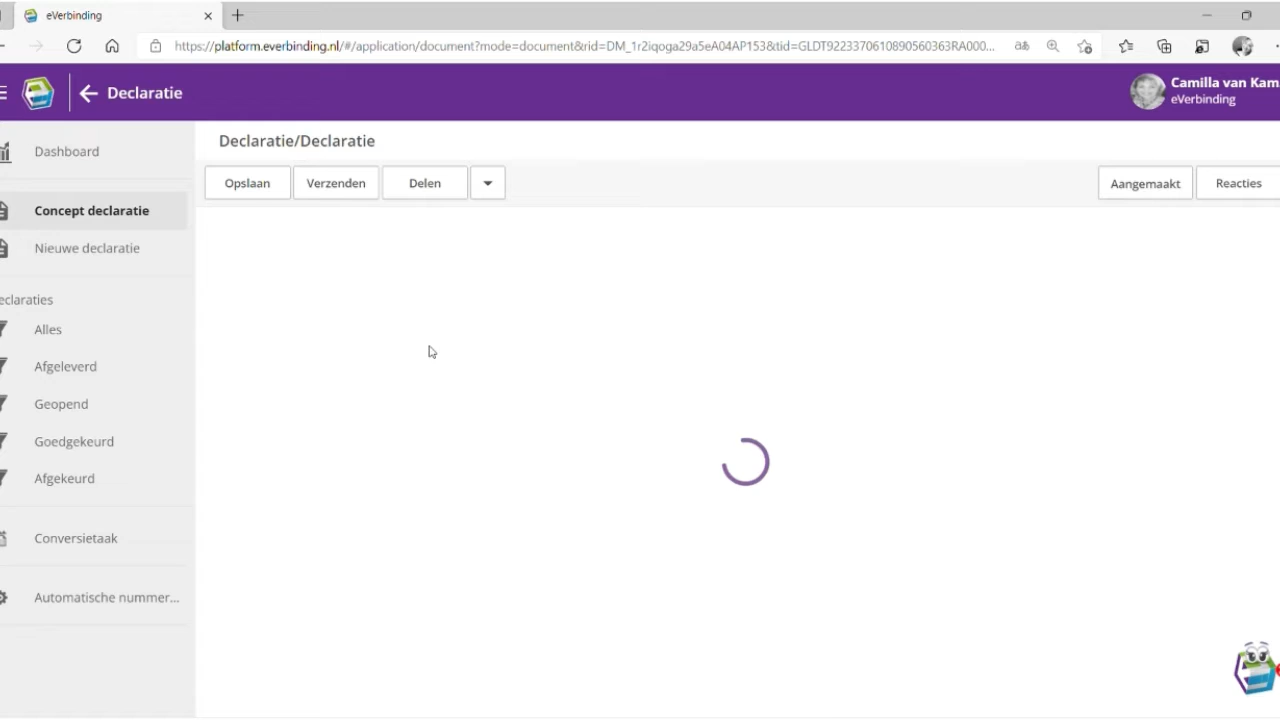 eVerbinding
https://platform.everbinding.nl/#/application/document?mode=document&rid=DM_1r2iqoga29a5eA04AP153&tid=GLDT9223370610890560363RA000...
Declaratie
Camilla van Kam
eVerbinding
Dashboard
Declaratie/Declaratie
Opslaan Verzenden Delen
Aangemaakt Reacties
Concept declaratie
Nieuwe declaratie
eclaraties
Alles
Afgeleverd
Geopend
Goedgekeurd
Afgekeurd
Conversietaak
Automatische nummer...